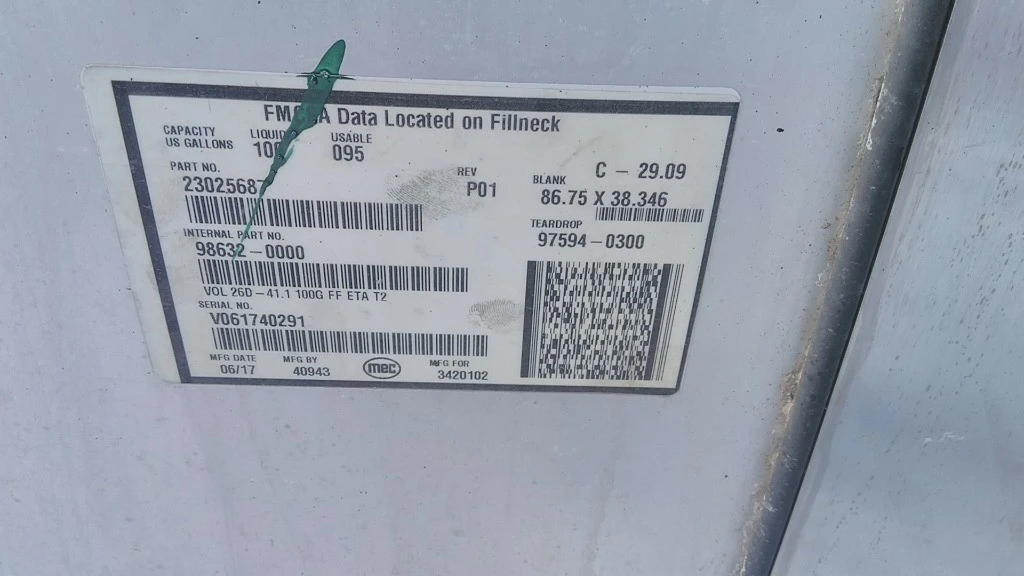 Data Located on Fillneck
CAPACITY
US GALLONS
USABLE
095
PART NO.
2302568
REV
P01
BLANK
C - 29.09
86.75 X 38.346
INTERNAL PART NO.
98632-0000
TEARDROP
97594-0300
VOL 26D-41.1 100G FF ETA T2
SERIAL NO.
V061740291
MFG DATE
06/17
MFG BY
40943
mec
MFG FOR
3420102